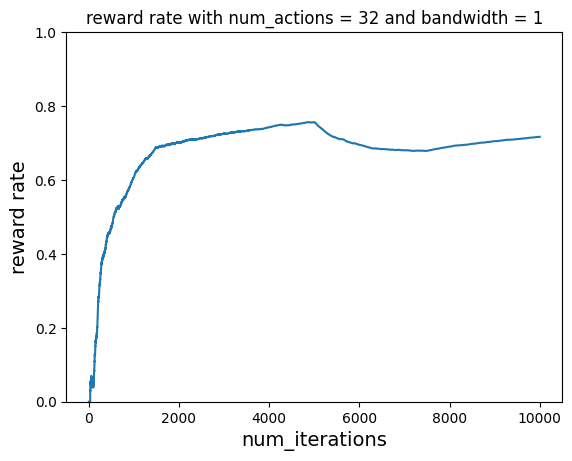 reward rate with num_actions = 32 and bandwidth = 1
1.0
0.8
0.6
0.4
0.2
0.0
reward rate
0 2000 4000 6000 8000 10000
num_iterations